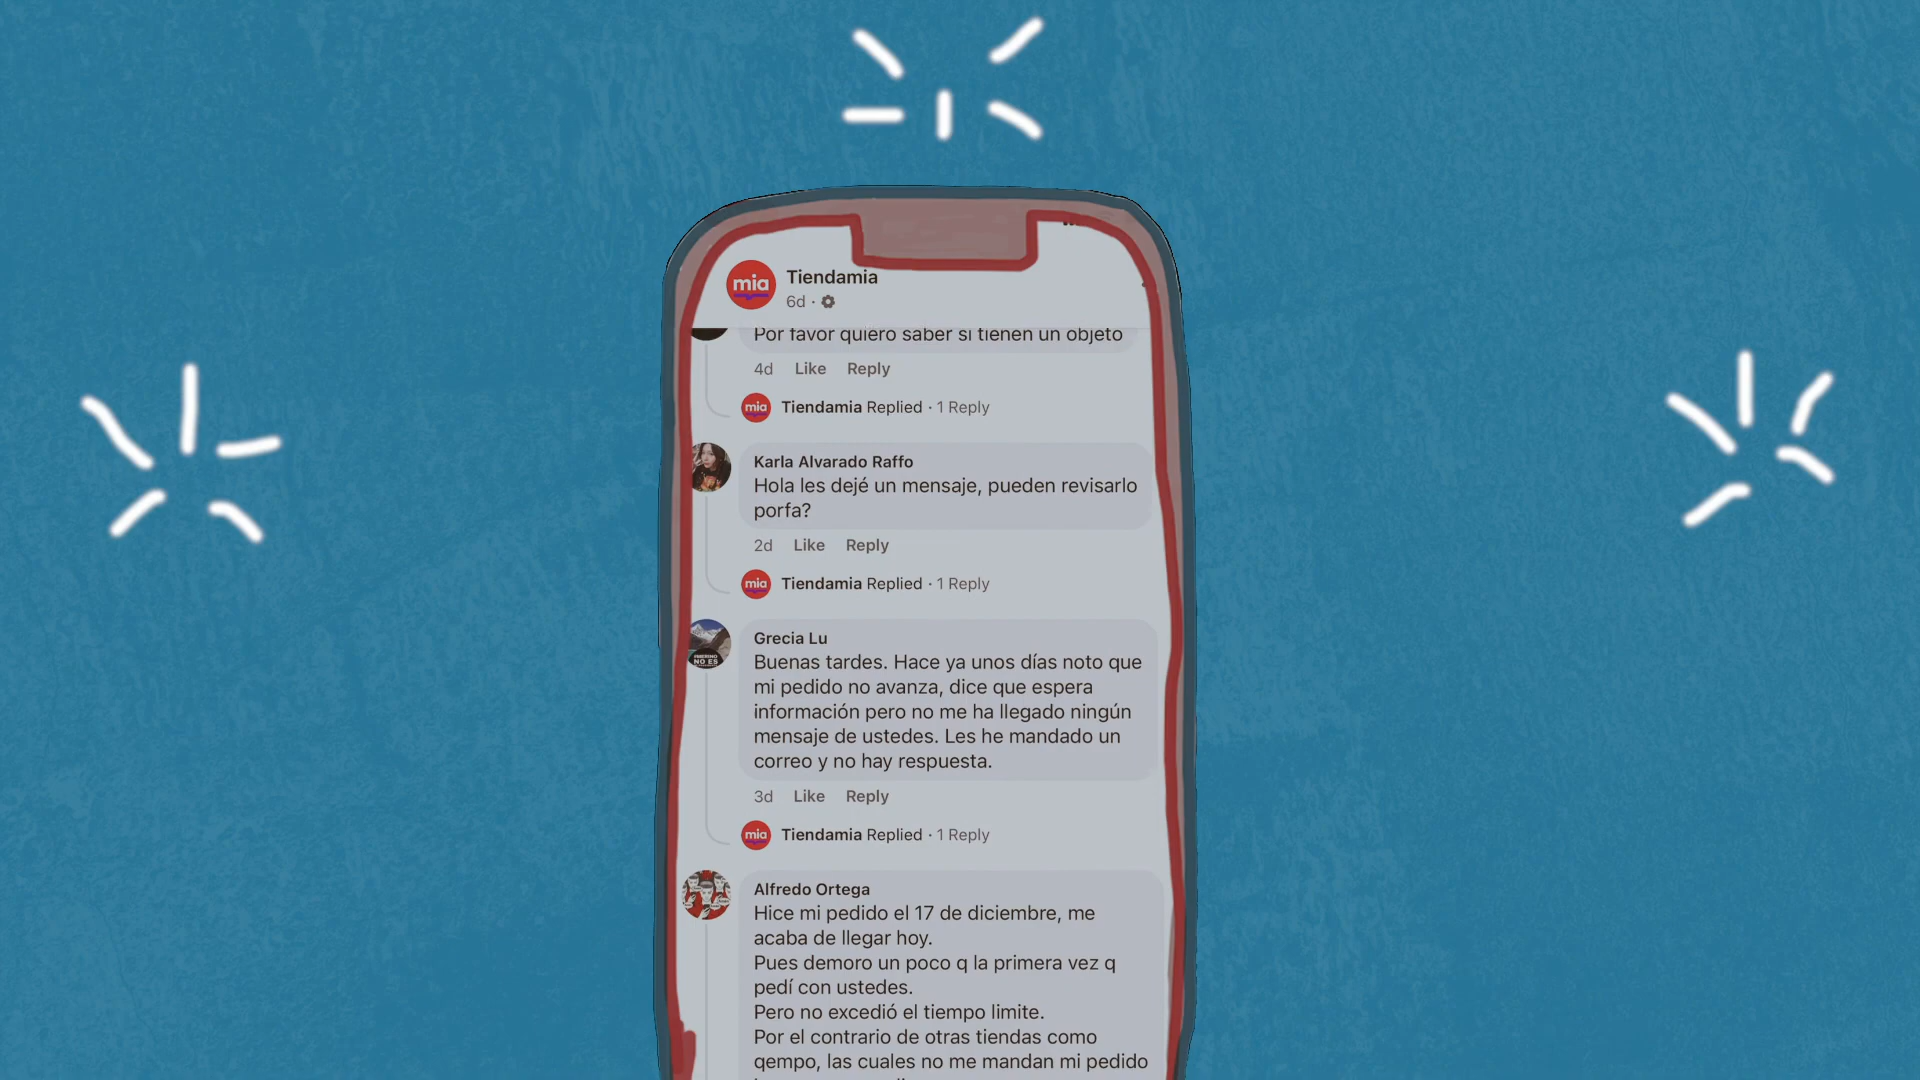 mia
Tiendamia
6d ·
Por favor quiero saber si tienen un objeto
4d Like Reply
mia Tiendamia Replied · 1 Reply
Karla Alvarado Raffo
Hola les dejé un mensaje, pueden revisarlo
porfa?
2d Like Reply
mia Tiendamia Replied · 1 Reply
NO ES
Grecia Lu
Buenas tardes. Hace ya unos días noto que
mi pedido no avanza, dice que espera
información pero no me ha llegado ningún
mensaje de ustedes. Les he mandado un
correo y no hay respuesta.
3d Like Reply
mia Tiendamia Replied · 1 Reply
Alfredo Ortega
Hice mi pedido el 17 de diciembre, me
acaba de llegar hoy.
Pues demoro un poco q la primera vez q
pedí con ustedes.
Pero no excedió el tiempo limite.
Por el contrario de otras tiendas como
qempo, las cuales no me mandan mi pedido